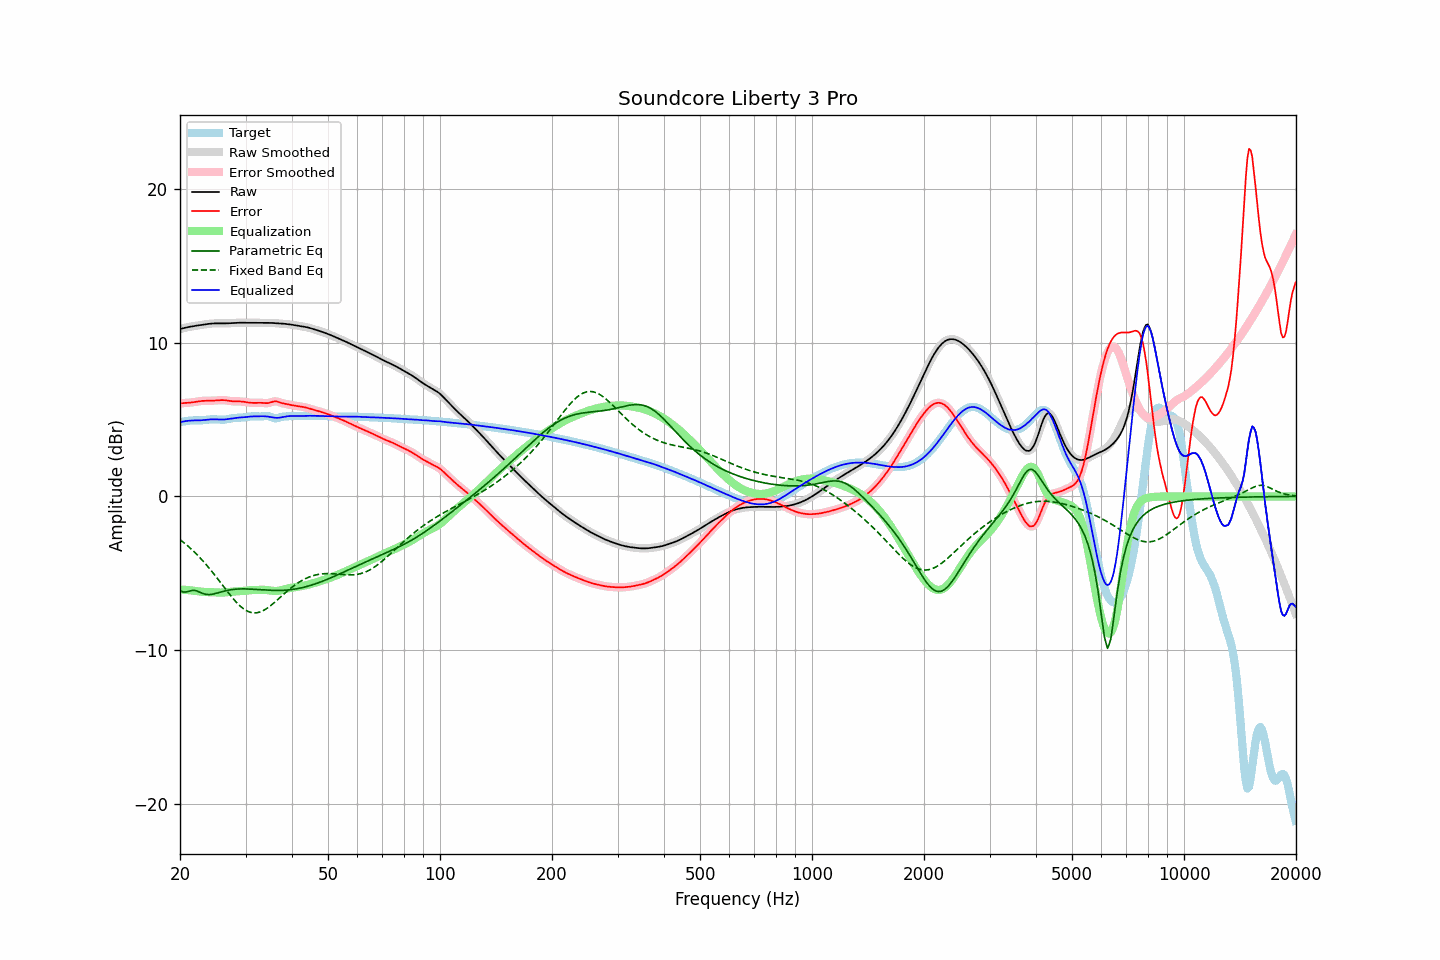 Soundcore Liberty 3 Pro
Target
Raw Smoothed
Error Smoothed
Raw
Error
Equalization
Parametric Eq
Fixed Band Eq
Equalized
Amplitude (dBr)
20
10
0
−10
−20
20
50
100
200
500
1000
2000
5000
10000
20000
Frequency (Hz)